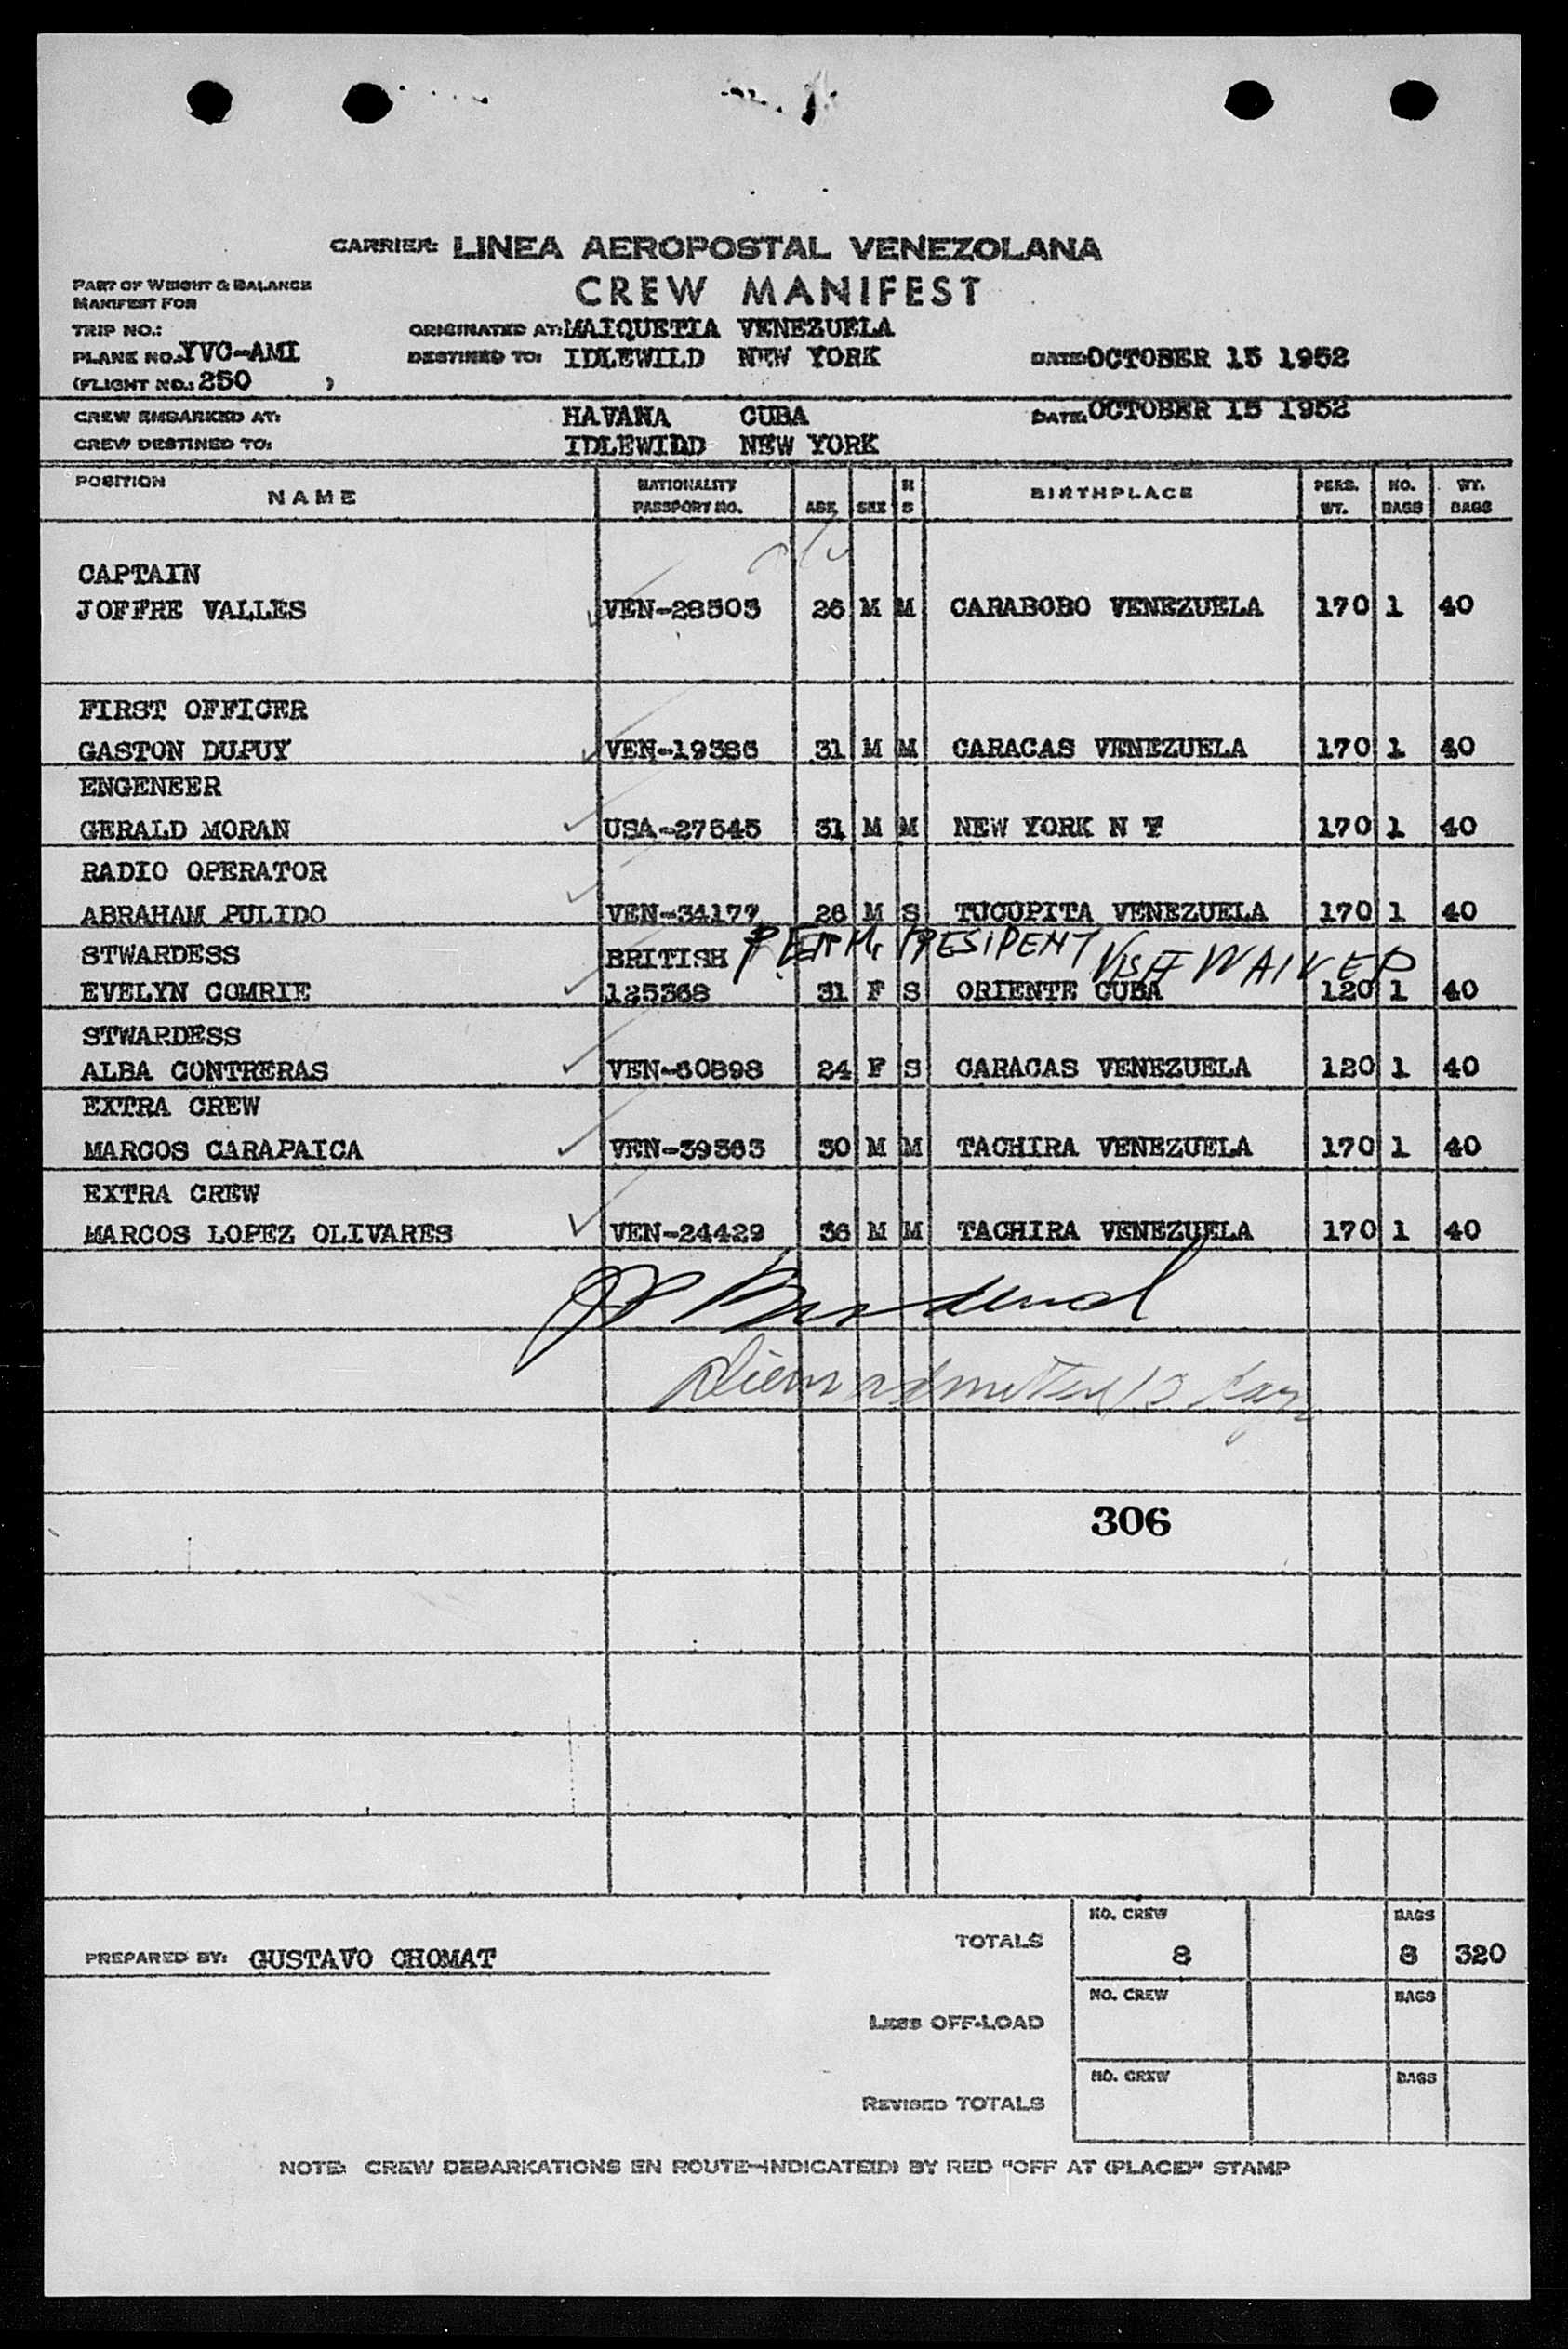 CARRIER: LINEA AEROPOSTAL VENEZOLANA
PART OF WEIGHT & BALANCE
MANIFEST FOR
CREW MANIFEST
TRIP NO.: ORIGINATED AT: MAIQUETIA VENEZUELA
PLANE NO.: YVC-AMI DESTINED TO: IDLEWILD NEW YORK DATE: OCTOBER 15 1952
(FLIGHT NO.: 250 )
CREW EMBARKED AT: HAVANA CUBA DATE: OCTOBER 15 1952
CREW DESTINED TO: IDLEWIDD NEW YORK
POSITION NAME NATIONALITY PASSPORT NO. AGE SEX M S BIRTHPLACE PERS. WT. NO. BAGS WT. BAGS
CAPTAIN
JOFFRE VALLES VEN-28503 26 M M CARABOBO VENEZUELA 170 1 40
FIRST OFFICER
GASTON DUPUY VEN-19386 31 M M CARACAS VENEZUELA 170 1 40
ENGENEER
GERALD MORAN USA-27545 31 M M NEW YORK N Y 170 1 40
RADIO OPERATOR
ABRAHAM PULIDO VEN-34177 26 M S TUCUPITA VENEZUELA 170 1 40
STWARDESS BRITISH PERM. RESIDENT VISA WAIVER
EVELYN COMRIE 125368 31 F S ORIENTE CUBA 120 1 40
STWARDESS
ALBA CONTRERAS VEN-60898 24 F S CARACAS VENEZUELA 120 1 40
EXTRA CREW
MARCOS CARAPAICA VEN-39363 30 M M TACHIRA VENEZUELA 170 1 40
EXTRA CREW
MARCOS LOPEZ OLIVARES VEN-24429 36 M M TACHIRA VENEZUELA 170 1 40
306
NO. CREW BAGS
PREPARED BY: GUSTAVO CHOMAT TOTALS 8 8 320
NO. CREW BAGS
LESS OFF-LOAD
NO. CREW BAGS
REVISED TOTALS
NOTE: CREW DEBARKATIONS EN ROUTE-INDICATE(D) BY RED "OFF AT (PLACE)" STAMP